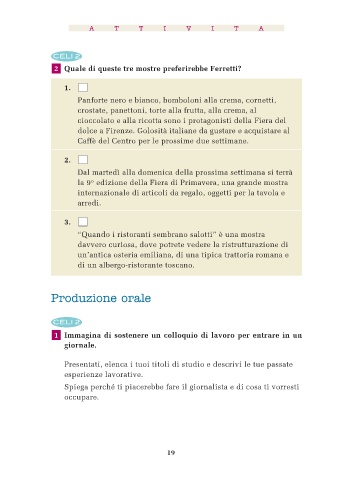 A T T I V I T A
CELI 2
2 Quale di queste tre mostre preferirebbe Ferretti?
1.
Panforte nero e bianco, bomboloni alla crema, cornetti,
crostate, panettoni, torte alla frutta, alla crema, al
cioccolato e alla ricotta sono i protagonisti della Fiera del
dolce a Firenze. Golosità italiane da gustare e acquistare al
Caffè del Centro per le prossime due settimane.
2.
Dal martedì alla domenica della prossima settimana si terrà
la 9ª edizione della Fiera di Primavera, una grande mostra
internazionale di articoli da regalo, oggetti per la tavola e
arredi.
3.
“Quando i ristoranti sembrano salotti” è una mostra
davvero curiosa, dove potrete vedere la ristrutturazione di
un’antica osteria emiliana, di una tipica trattoria romana e
di un albergo-ristorante toscano.
Produzione orale
CELI 2
1 Immagina di sostenere un colloquio di lavoro per entrare in un
giornale.
Presentati, elenca i tuoi titoli di studio e descrivi le tue passate
esperienze lavorative.
Spiega perché ti piacerebbe fare il giornalista e di cosa ti vorresti
occupare.
19